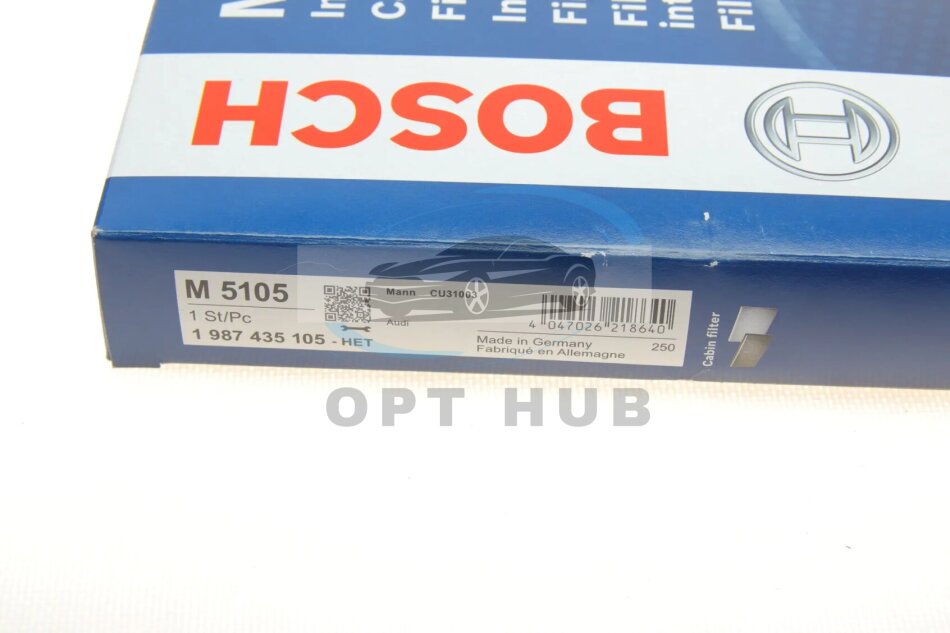 BOSCH
M 5105
1 St/Pc
1 987 435 105 - HET
Mann CU31003
Audi
4 047026 218640
Made in Germany 250
Fabriqué en Allemagne
Cabin filter
OPT HUB